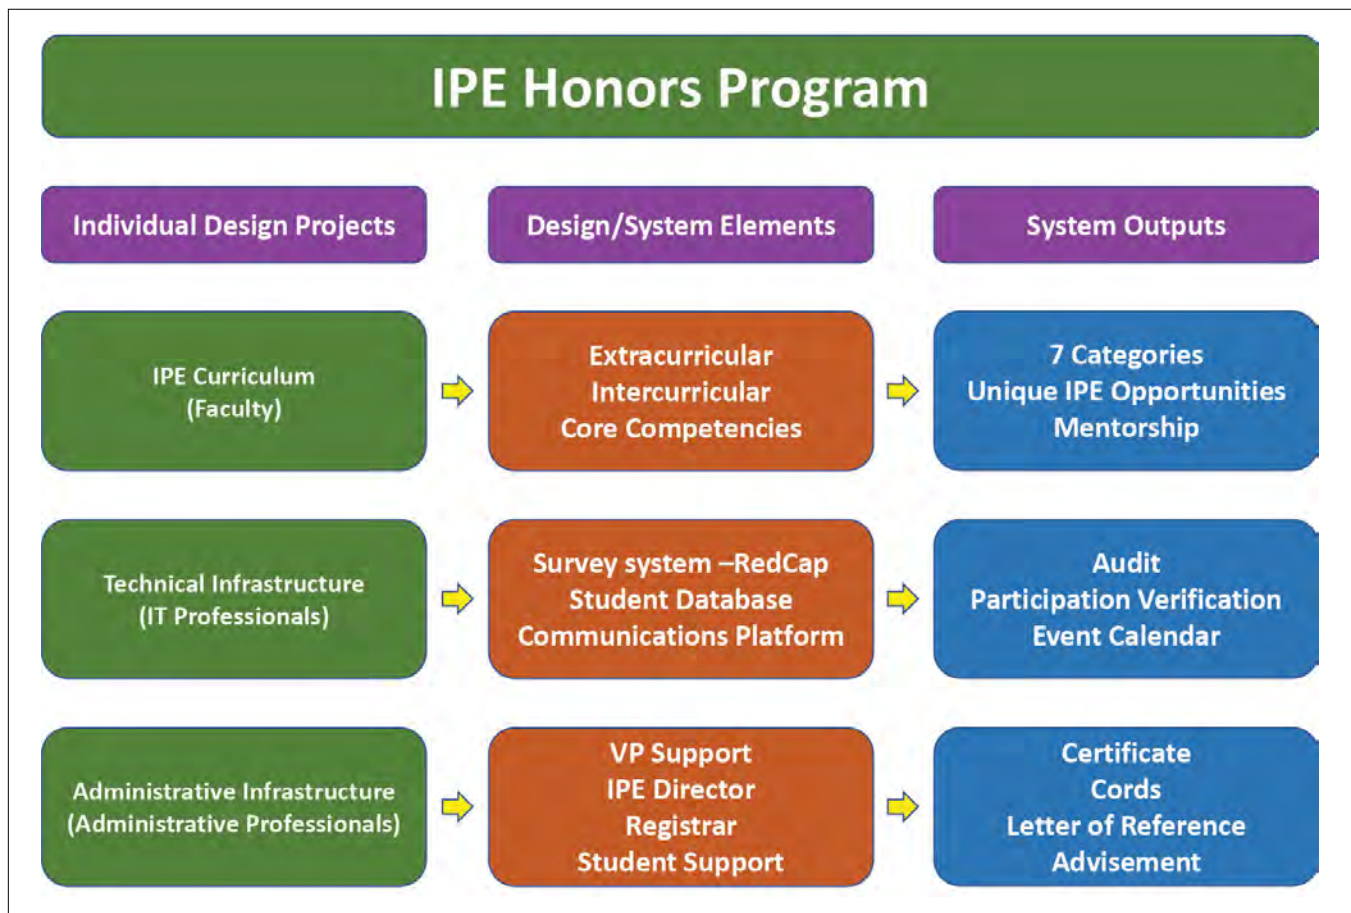 IPE Honors Program
Individual Design Projects
Design/System Elements
System Outputs
IPE Curriculum
(Faculty)
Extracurricular
Intercurricular
Core Competencies
7 Categories
Unique IPE Opportunities
Mentorship
Technical Infrastructure
(IT Professionals)
Survey system –RedCap
Student Database
Communications Platform
Audit
Participation Verification
Event Calendar
Administrative Infrastructure
(Administrative Professionals)
VP Support
IPE Director
Registrar
Student Support
Certificate
Cords
Letter of Reference
Advisement